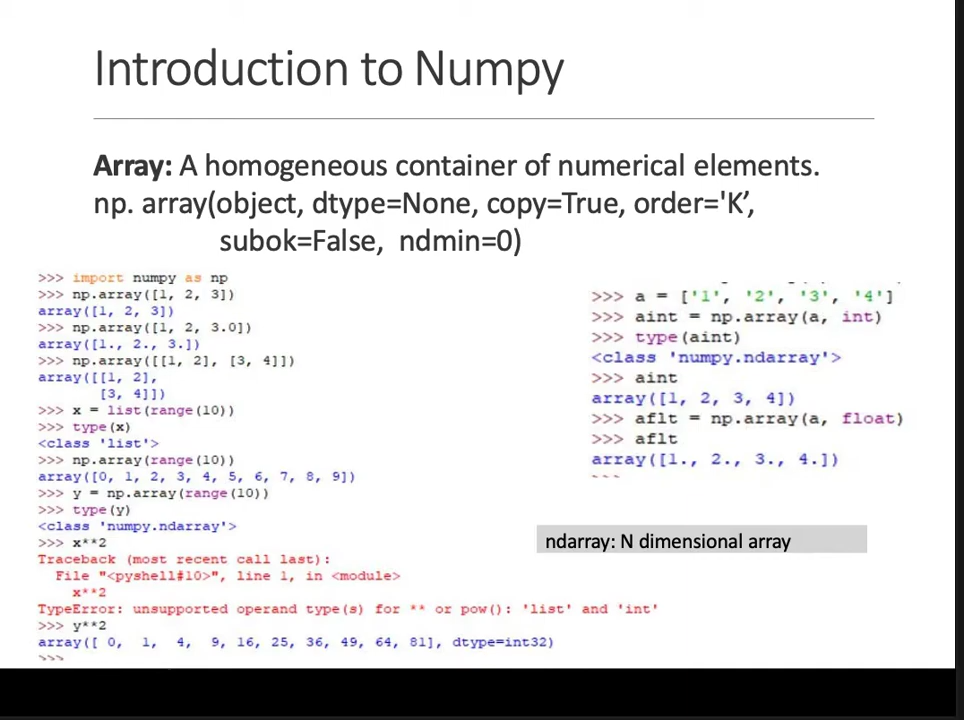 Introduction to Numpy
Array: A homogeneous container of numerical elements.
np. array(object, dtype=None, copy=True, order='K’,
subok=False, ndmin=0)
>>> import numpy as np
>>> np.array([1, 2, 3])
array([1, 2, 3])
>>> np.array([1, 2, 3.0])
array([1., 2., 3.])
>>> np.array([[1, 2], [3, 4]])
array([[1, 2],
[3, 4]])
>>> x = list(range(10))
>>> type(x)
<class 'list'>
>>> np.array(range(10))
array([0, 1, 2, 3, 4, 5, 6, 7, 8, 9])
>>> y = np.array(range(10))
>>> type(y)
<class 'numpy.ndarray'>
>>> x**2
Traceback (most recent call last):
File "<pyshell#10>", line 1, in <module>
x**2
TypeError: unsupported operand type(s) for ** or pow(): 'list' and 'int'
>>> y**2
array([ 0, 1, 4, 9, 16, 25, 36, 49, 64, 81], dtype=int32)
>>>
>>> a = ['1', '2', '3', '4']
>>> aint = np.array(a, int)
>>> type(aint)
<class 'numpy.ndarray'>
>>> aint
array([1, 2, 3, 4])
>>> aflt = np.array(a, float)
>>> aflt
array([1., 2., 3., 4.])
ndarray: N dimensional array